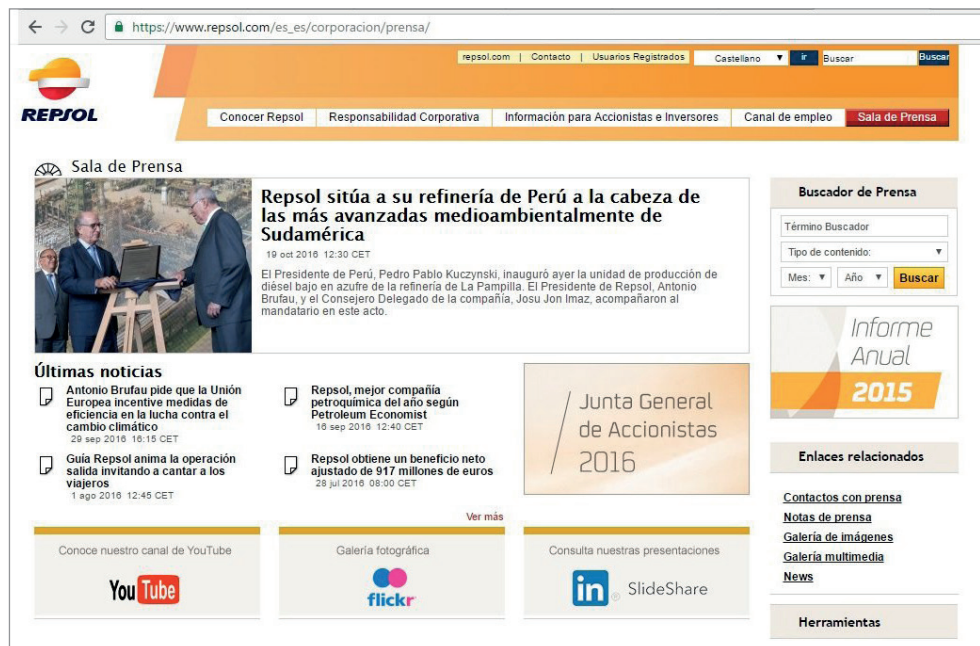 https://www.repsol.com/es_es/corporacion/prensa/
repsol.com | Contacto | Usuarios Registrados
Castellano
ir
Buscar
Buscar
REPSOL
Conocer Repsol
Responsabilidad Corporativa
Información para Accionistas e Inversores
Canal de empleo
Sala de Prensa
Sala de Prensa
Repsol sitúa a su refinería de Perú a la cabeza de
las más avanzadas medioambientalmente de
Sudamérica
19 oct 2016 12:30 CET
El Presidente de Perú, Pedro Pablo Kuczynski, inauguró ayer la unidad de producción de
diésel bajo en azufre de la refinería de La Pampilla. El Presidente de Repsol, Antonio
Brufau, y el Consejero Delegado de la compañía, Josu Jon Imaz, acompañaron al
mandatario en este acto.
Buscador de Prensa
Término Buscador
Tipo de contenido:
Mes:
Año
Buscar
Informe
Anual
2015
Últimas noticias
Antonio Brufau pide que la Unión
Europea incentive medidas de
eficiencia en la lucha contra el
cambio climático
29 sep 2016 16:15 CET
Repsol, mejor compañía
petroquímica del año según
Petroleum Economist
16 sep 2016 12:40 CET
Guía Repsol anima la operación
salida invitando a cantar a los
viajeros
1 ago 2016 12:45 CET
Repsol obtiene un beneficio neto
ajustado de 917 millones de euros
28 jul 2016 08:00 CET
Ver más
Junta General
de Accionistas
2016
Enlaces relacionados
Contactos con prensa
Notas de prensa
Galería de imágenes
Galería multimedia
News
Herramientas
Conoce nuestro canal de YouTube
YouTube
Galería fotográfica
flickr
Consulta nuestras presentaciones
in SlideShare